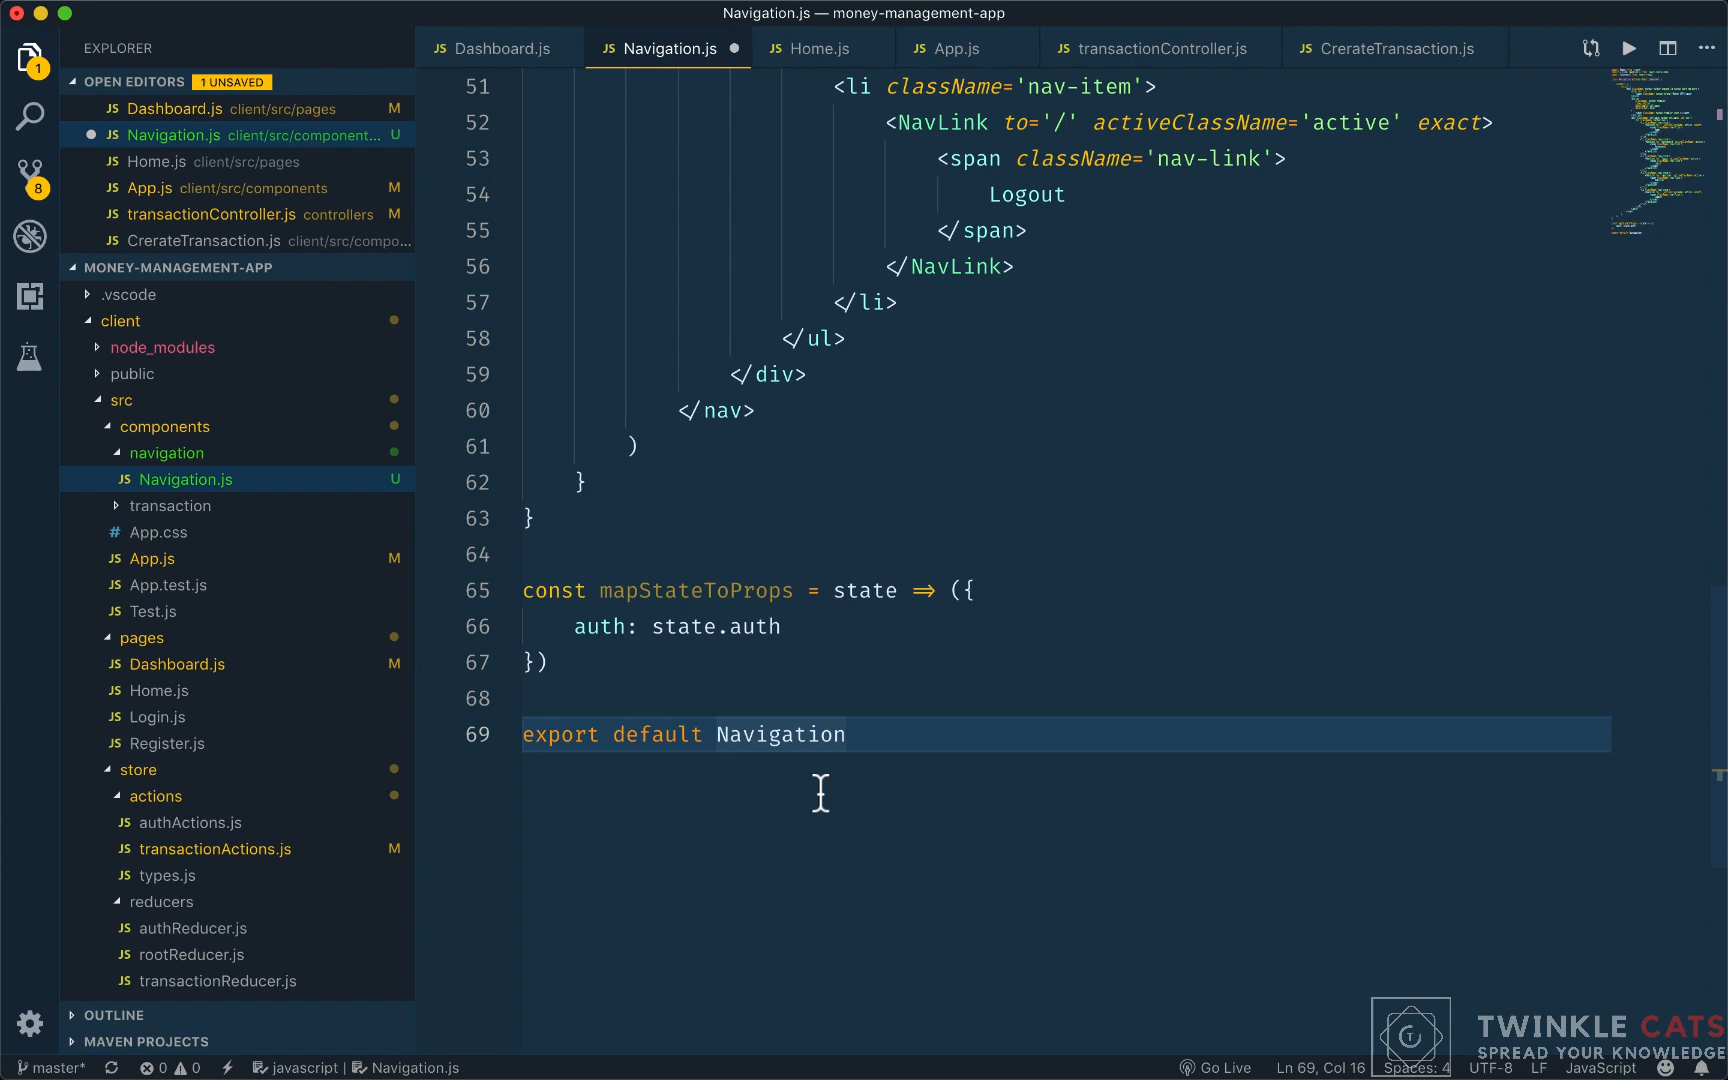 Navigation.js — money-management-app
EXPLORER
OPEN EDITORS 1 UNSAVED
JS Dashboard.js client/src/pages M
JS Navigation.js client/src/component... U
JS Home.js client/src/pages
JS App.js client/src/components M
JS transactionController.js controllers M
JS CrerateTransaction.js client/src/compo...
MONEY-MANAGEMENT-APP
.vscode
client
node_modules
public
src
components
navigation
JS Navigation.js U
transaction
# App.css
JS App.js M
JS App.test.js
JS Test.js
pages
JS Dashboard.js M
JS Home.js
JS Login.js
JS Register.js
store
actions
JS authActions.js
JS transactionActions.js M
JS types.js
reducers
JS authReducer.js
JS rootReducer.js
JS transactionReducer.js
OUTLINE
MAVEN PROJECTS
1
8
JS Dashboard.js JS Navigation.js JS Home.js JS App.js JS transactionController.js JS CrerateTransaction.js
51 <li className='nav-item'>
52 <NavLink to='/' activeClassName='active' exact>
53 <span className='nav-link'>
54 Logout
55 </span>
56 </NavLink>
57 </li>
58 </ul>
59 </div>
60 </nav>
61 )
62 }
63 }
64
65 const mapStateToProps = state => ({
66 auth: state.auth
67 })
68
69 export default Navigation
TWINKLE CATS
SPREAD YOUR KNOWLEDGE
master* 0 0 javascript | Navigation.js Go Live Ln 69, Col 16 Spaces: 4 UTF-8 LF JavaScript